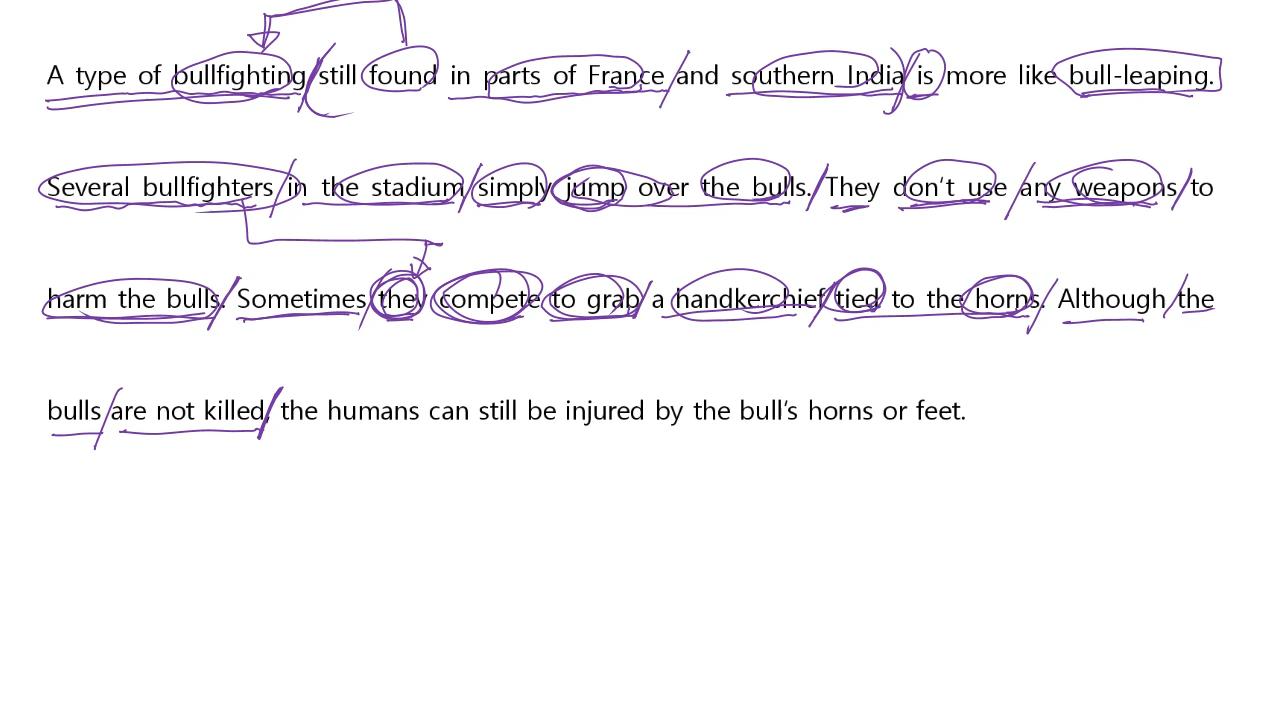 A type of bullfighting still found in parts of France and southern India is more like bull-leaping.
Several bullfighters in the stadium simply jump over the bulls. They don't use any weapons to
harm the bulls. Sometimes they compete to grab a handkerchief tied to the horns. Although the
bulls are not killed, the humans can still be injured by the bull's horns or feet.